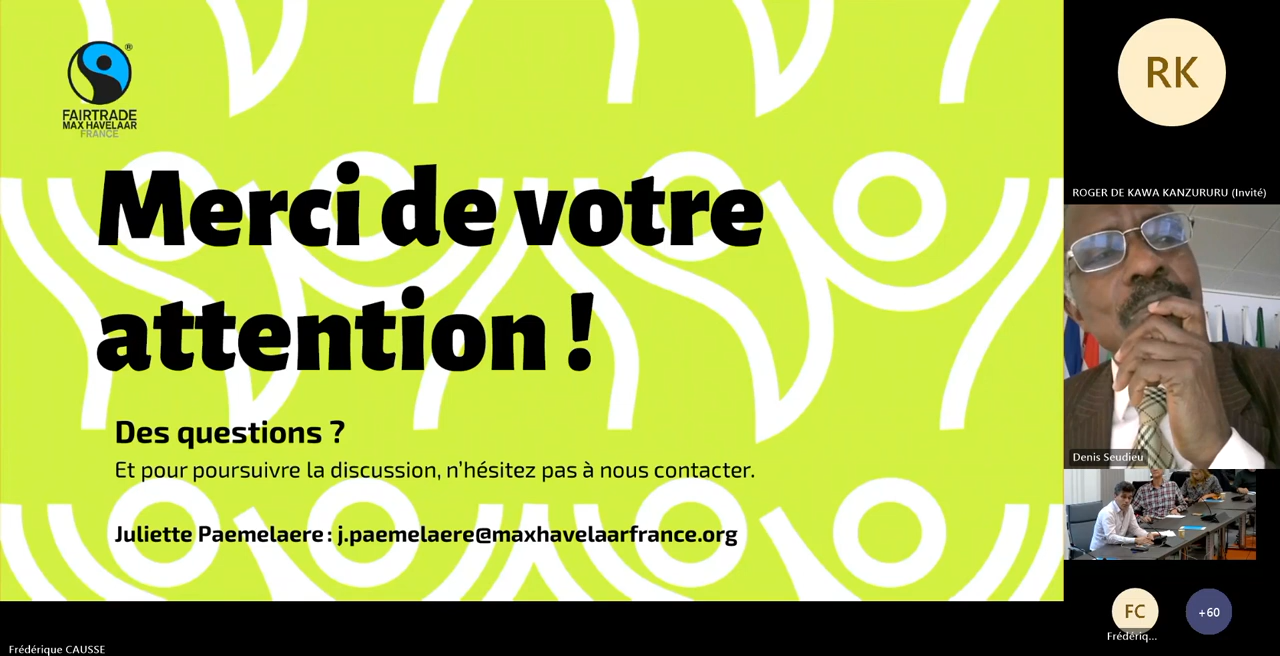 ®
FAIRTRADE
MAX HAVELAAR
FRANCE
Merci de votre
attention !
Des questions ?
Et pour poursuivre la discussion, n'hésitez pas à nous contacter.
Juliette Paemelaere : j.paemelaere@maxhavelaarfrance.org
RK
ROGER DE KAWA KANZURURU (Invité)
Denis Seudieu
FC
+60
Frédériq...
Frédérique CAUSSE